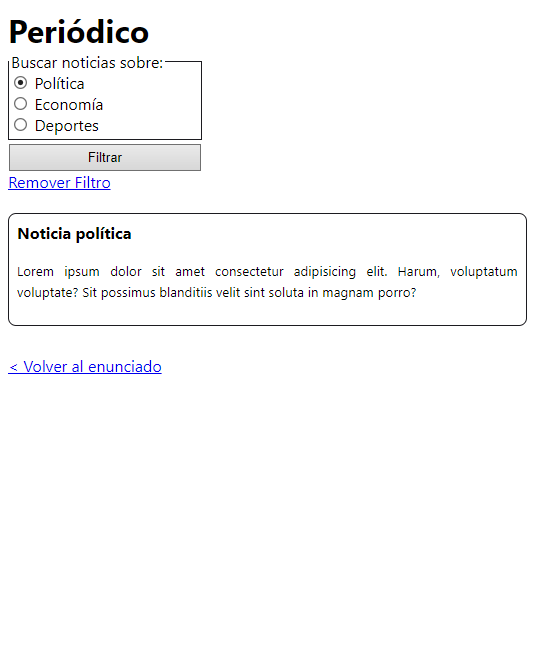 Periódico
Buscar noticias sobre:
Política
Economía
Deportes
Filtrar
Remover Filtro
Noticia política
Lorem ipsum dolor sit amet consectetur adipisicing elit. Harum, voluptatum
voluptate? Sit possimus blanditiis velit sint soluta in magnam porro?
< Volver al enunciado